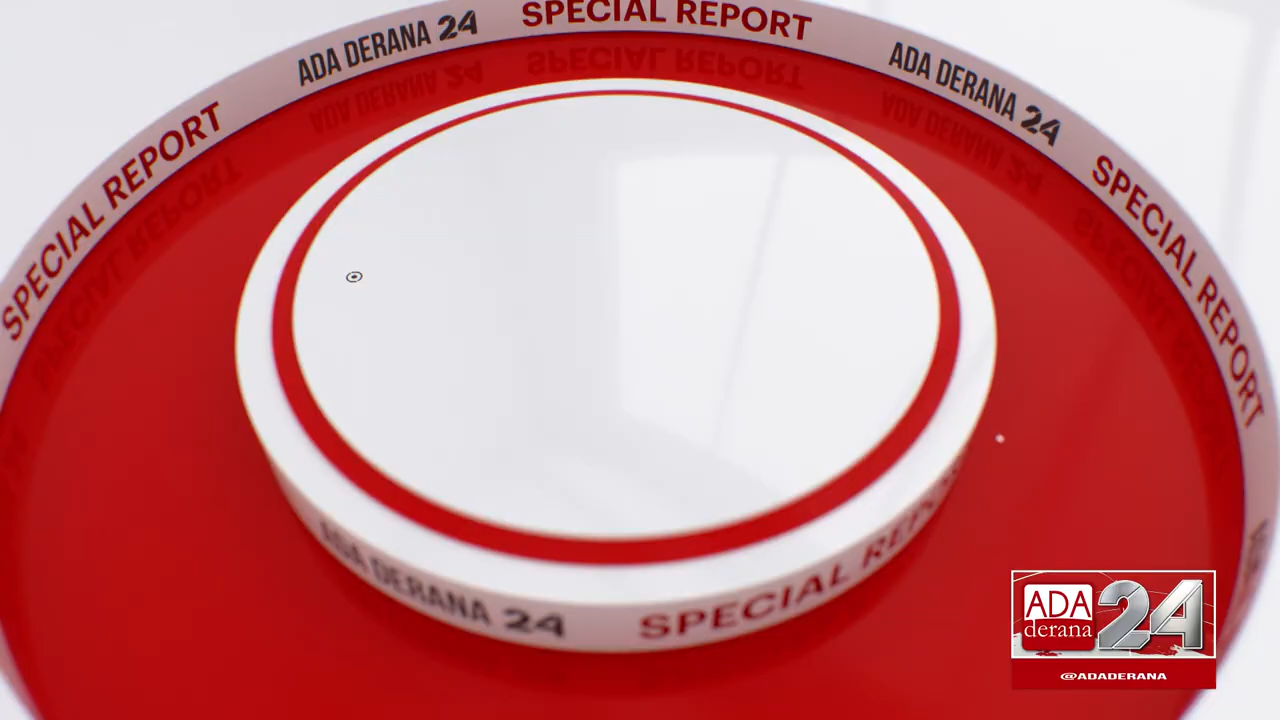 SPECIAL REPORT
ADA DERANA 24
SPECIAL REPORT
ADA DERANA 24
SPECIAL REPORT
ADA DERANA 24
SPECIAL
ADA
derana
24
@ADADERANA